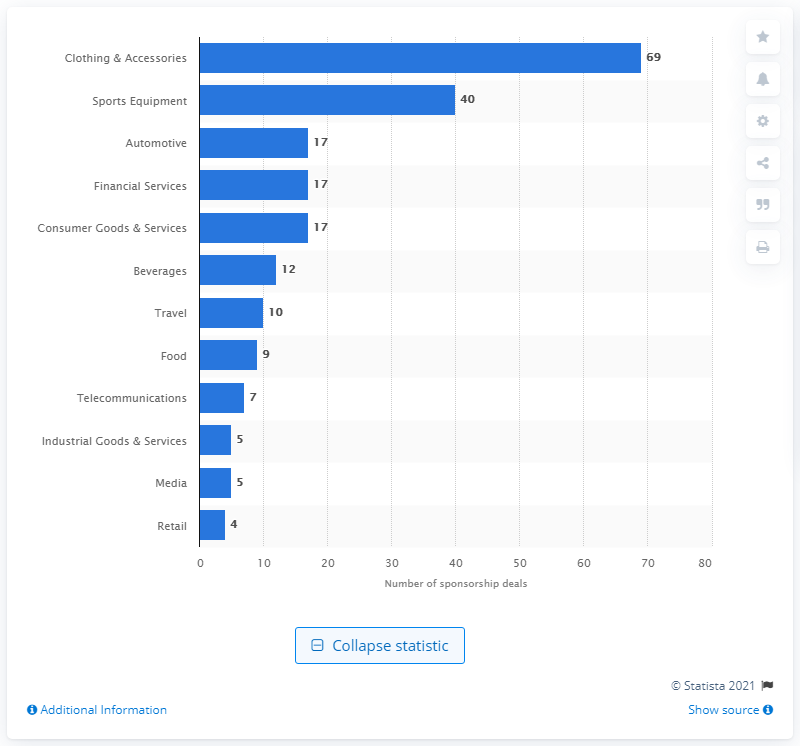 Clothing & Accessories 69
Sports Equipment 40
Automotive 17
Financial Services 17
Consumer Goods & Services 17
Beverages 12
Travel 10
Food 9
Telecommunications 7
Industrial Goods & Services 5
Media 5
Retail 4
0 10 20 30 40 50 60 70 80
Number of sponsorship deals
Collapse statistic
© Statista 2021
Additional Information Show source